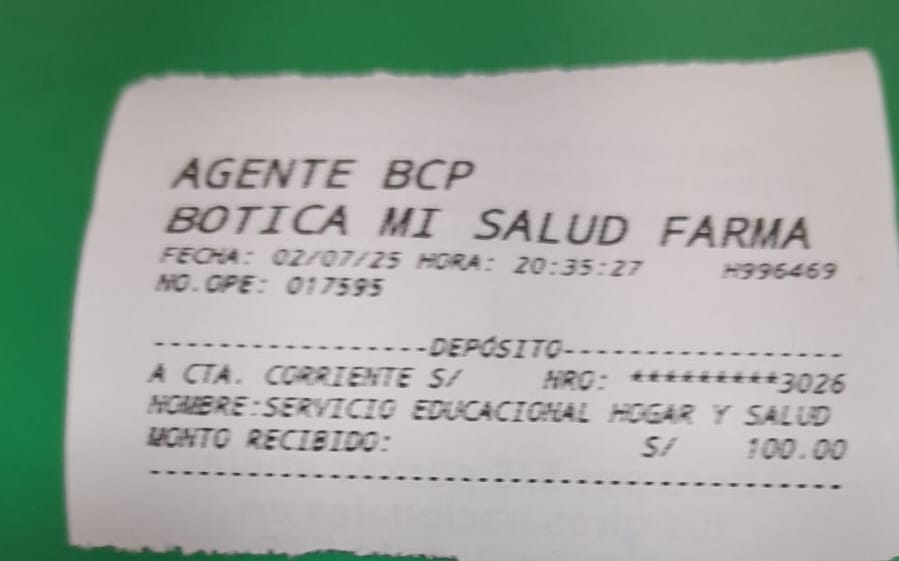 AGENTE BCP
BOTICA MI SALUD FARMA
FECHA: 02/07/25 HORA: 20:35:27 H996469
NO.OPE: 017595
-----------------DEPÓSITO-----------------
A CTA. CORRIENTE S/ NRO: *********3026
NOMBRE:SERVICIO EDUCACIONAL HOGAR Y SALUD
MONTO RECIBIDO: S/ 100.00
------------------------------------------